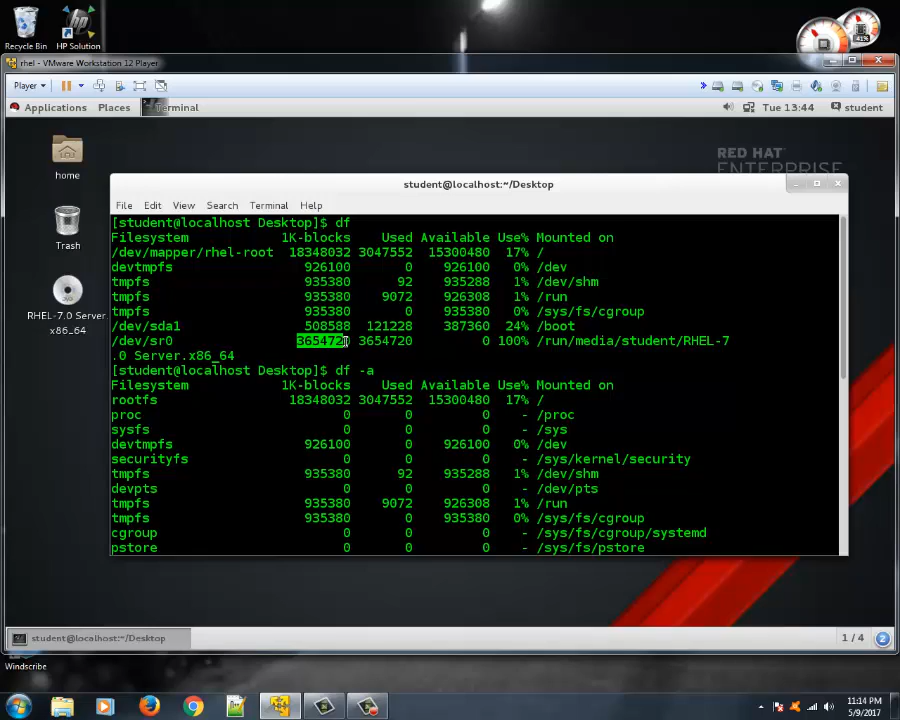 Recycle Bin
HP Solution
41%
rhel - VMware Workstation 12 Player
Player
Applications Places Terminal Tue 13:44 student
home
Trash
RHEL-7.0 Server.
x86_64
RED HAT
ENTERPRISE
student@localhost:~/Desktop
File Edit View Search Terminal Help
[student@localhost Desktop]$ df
Filesystem 1K-blocks Used Available Use% Mounted on
/dev/mapper/rhel-root 18348032 3047552 15300480 17% /
devtmpfs 926100 0 926100 0% /dev
tmpfs 935380 92 935288 1% /dev/shm
tmpfs 935380 9072 926308 1% /run
tmpfs 935380 0 935380 0% /sys/fs/cgroup
/dev/sda1 508588 121228 387360 24% /boot
/dev/sr0 3654720 3654720 0 100% /run/media/student/RHEL-7
.0 Server.x86_64
[student@localhost Desktop]$ df -a
Filesystem 1K-blocks Used Available Use% Mounted on
rootfs 18348032 3047552 15300480 17% /
proc 0 0 0 - /proc
sysfs 0 0 0 - /sys
devtmpfs 926100 0 926100 0% /dev
securityfs 0 0 0 - /sys/kernel/security
tmpfs 935380 92 935288 1% /dev/shm
devpts 0 0 0 - /dev/pts
tmpfs 935380 9072 926308 1% /run
tmpfs 935380 0 935380 0% /sys/fs/cgroup
cgroup 0 0 0 - /sys/fs/cgroup/systemd
pstore 0 0 0 - /sys/fs/pstore
student@localhost:~/Desktop
1 / 4
2
Windscribe
11:14 PM
5/9/2017